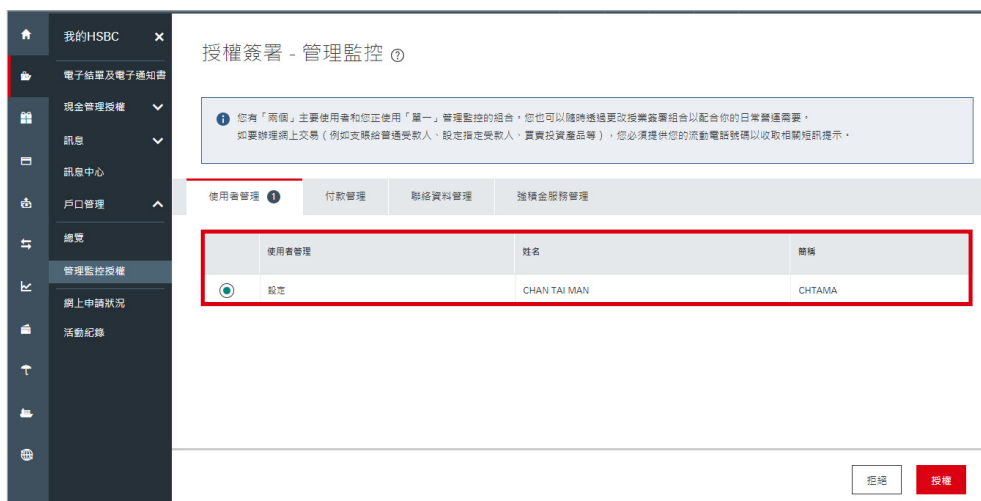 我的HSBC ×
電子結單及電子通知書
現金管理授權
訊息
訊息中心
戶口管理
總覽
管理監控授權
網上申請狀況
活動紀錄
授權簽署 - 管理監控 ?
您有「兩個」主要使用者和您正使用「單一」管理監控的組合。您也可以隨時透過更改授業簽署組合以配合你的日常營運需要。
如要辦理網上交易 ( 例如支賬給普通受款人、設定指定受款人、買賣投資產品等 ) ，您必須提供您的流動電話號碼以收取相關短訊提示。
使用者管理 1 付款管理 聯絡資料管理 強積金服務管理
使用者管理 姓名 簡稱
設定 CHAN TAI MAN CHTAMA
拒絕 授權